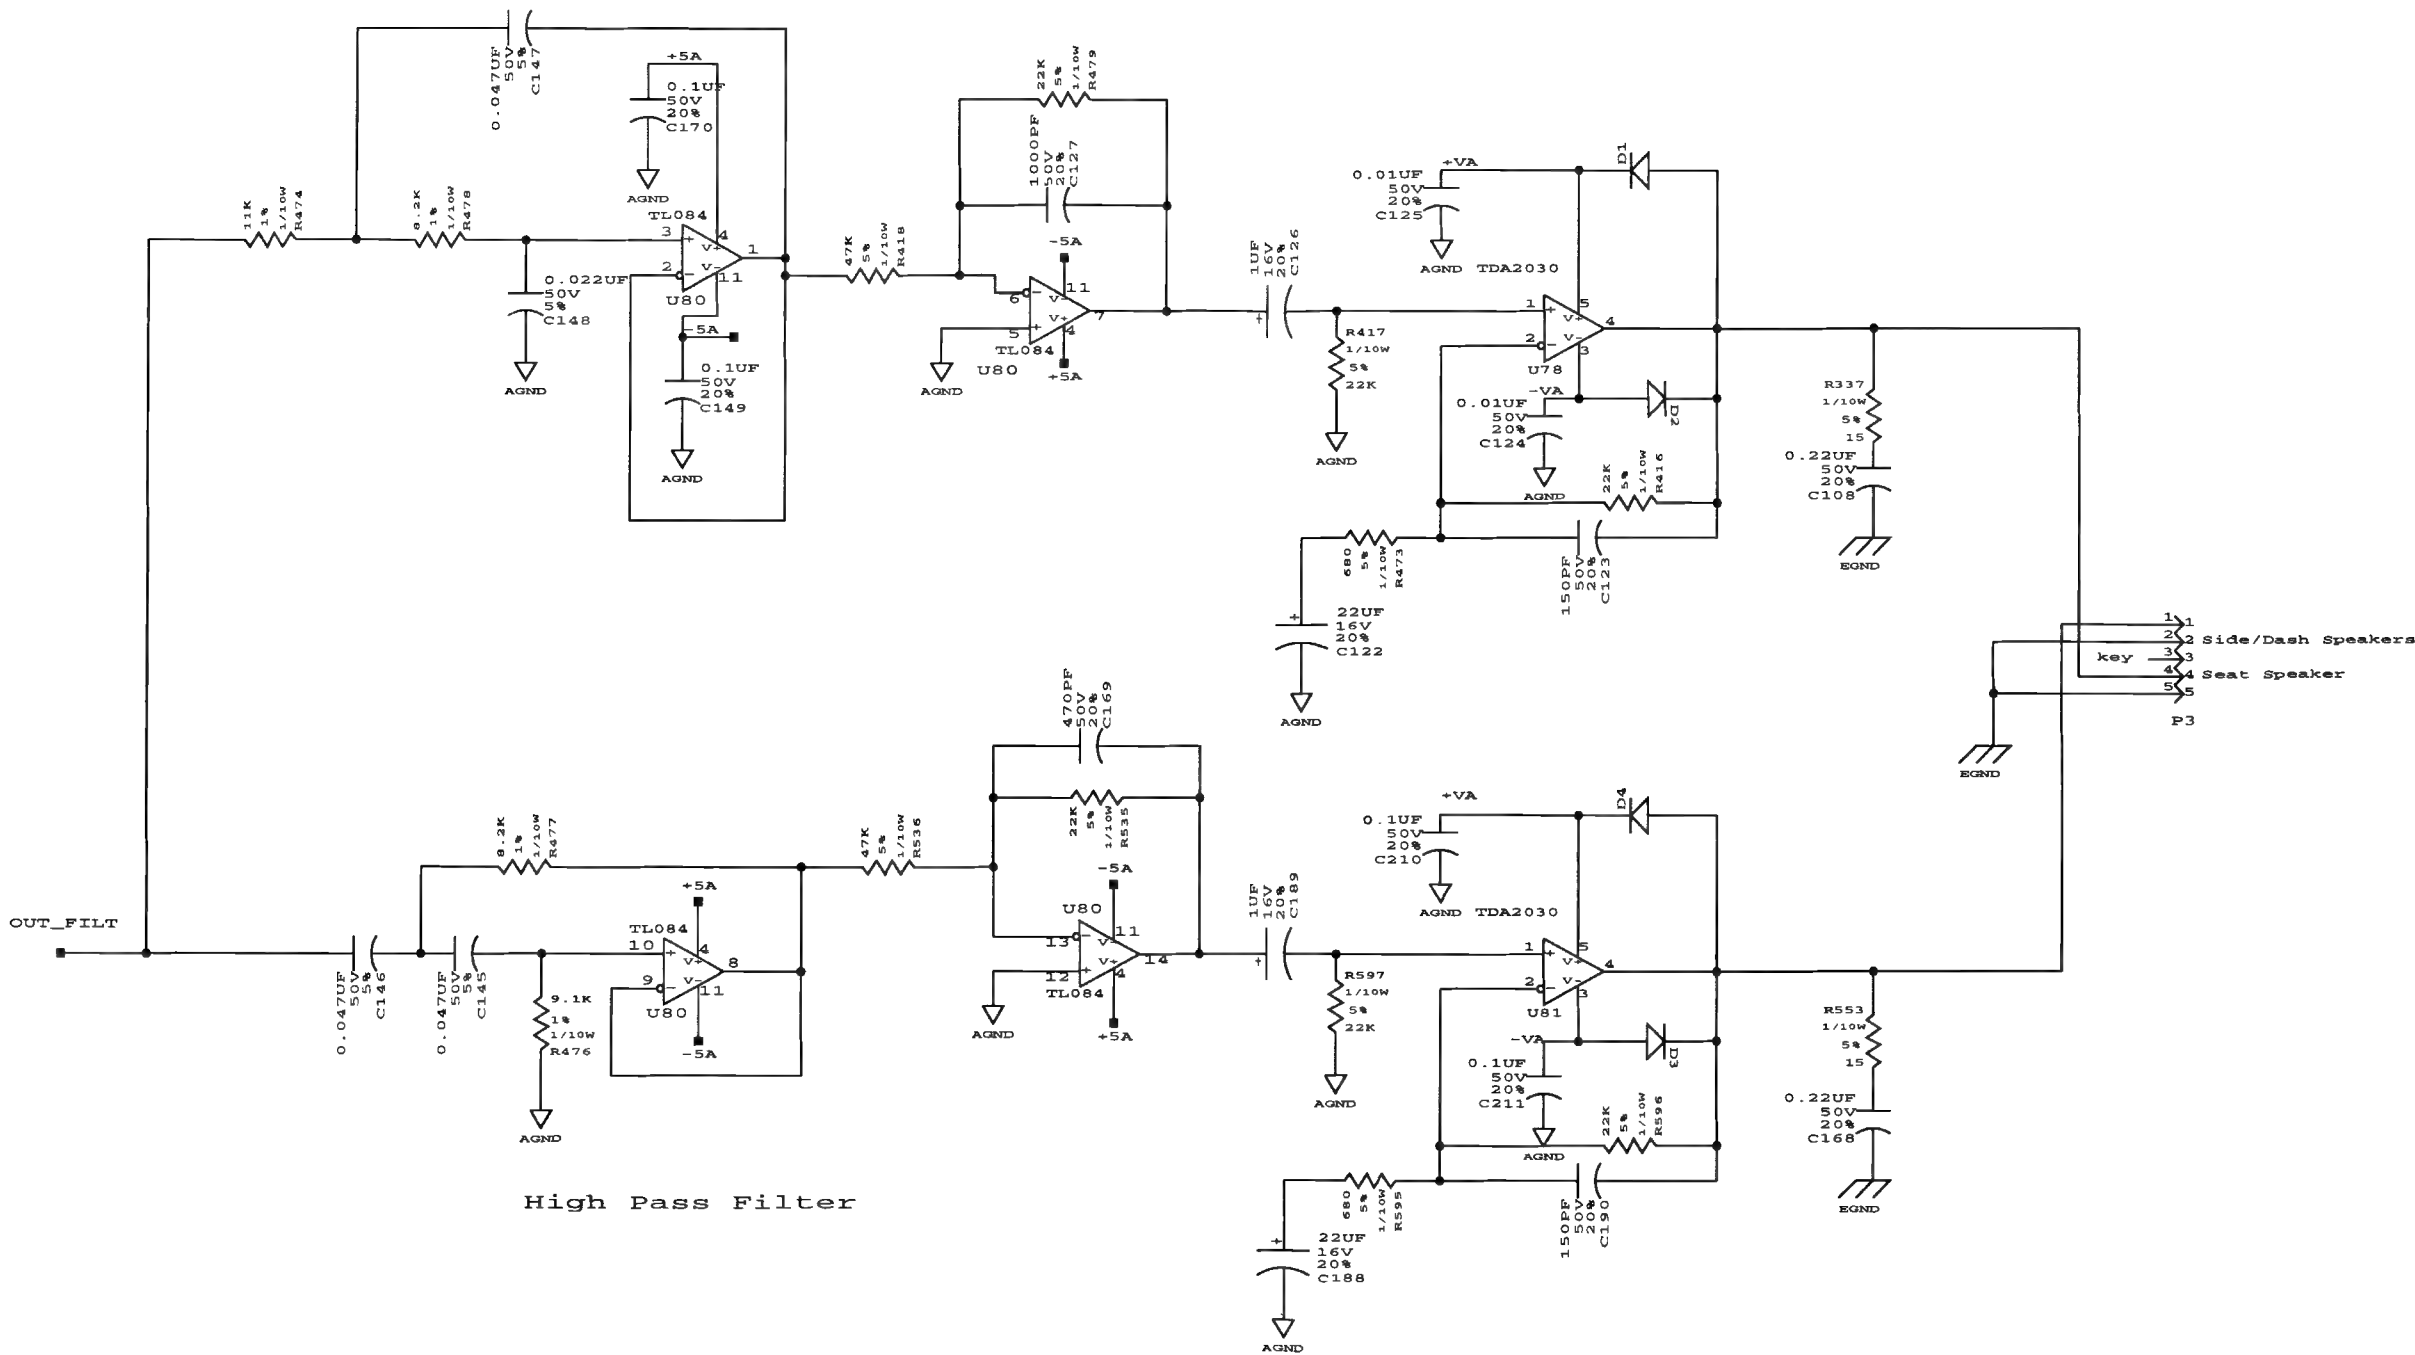 0.047UF
50V
5%
C147
+5A
0.1UF
50V
20%
C170
AGND
11K
1%
1/10W
R474
8.2K
1%
1/10W
R478
TL084
3
+
V+
4
1
2
-
V-
11
U80
0.022UF
50V
5%
C148
AGND
-5A
0.1UF
50V
20%
C149
AGND
22K
5%
1/10W
R479
1000PF
50V
20%
C127
47K
5%
1/10W
R418
-5A
6
-
V-
11
7
5
+
V+
4
TL084
U80
+5A
AGND
1UF
16V
20%
C126
+
R417
1/10W
5%
22K
AGND
+VA
0.01UF
50V
20%
C125
AGND
TDA2030
D1
1
+
V+
5
4
2
-
V-
3
U78
-VA
0.01UF
50V
20%
C124
AGND
D2
22K
5%
1/10W
R416
680
5%
1/10W
R473
150PF
50V
20%
C123
+
22UF
16V
20%
C122
AGND
R337
1/10W
5%
15
0.22UF
50V
20%
C108
EGND
1 1
2 2 Side/Dash Speakers
key 3 3
4 4 Seat Speaker
5 5
P3
EGND
OUT_FILT
0.047UF
50V
5%
C146
0.047UF
50V
5%
C145
8.2K
1%
1/10W
R477
+5A
TL084
10
+
V+
4
8
9
-
V-
11
U80
-5A
9.1K
1%
1/10W
R476
AGND
47K
5%
1/10W
R536
470PF
50V
20%
C169
22K
5%
1/10W
R535
-5A
U80
13
-
V-
11
14
12
+
V+
4
TL084
+5A
AGND
1UF
16V
20%
C189
+
R597
1/10W
5%
22K
AGND
+VA
0.1UF
50V
20%
C210
AGND
TDA2030
D4
1
+
V+
5
4
2
-
V-
3
U81
-VA
0.1UF
50V
20%
C211
AGND
D3
22K
5%
1/10W
R596
680
5%
1/10W
R595
150PF
50V
20%
C190
+
22UF
16V
20%
C188
AGND
R553
1/10W
5%
15
0.22UF
50V
20%
C168
EGND
High Pass Filter